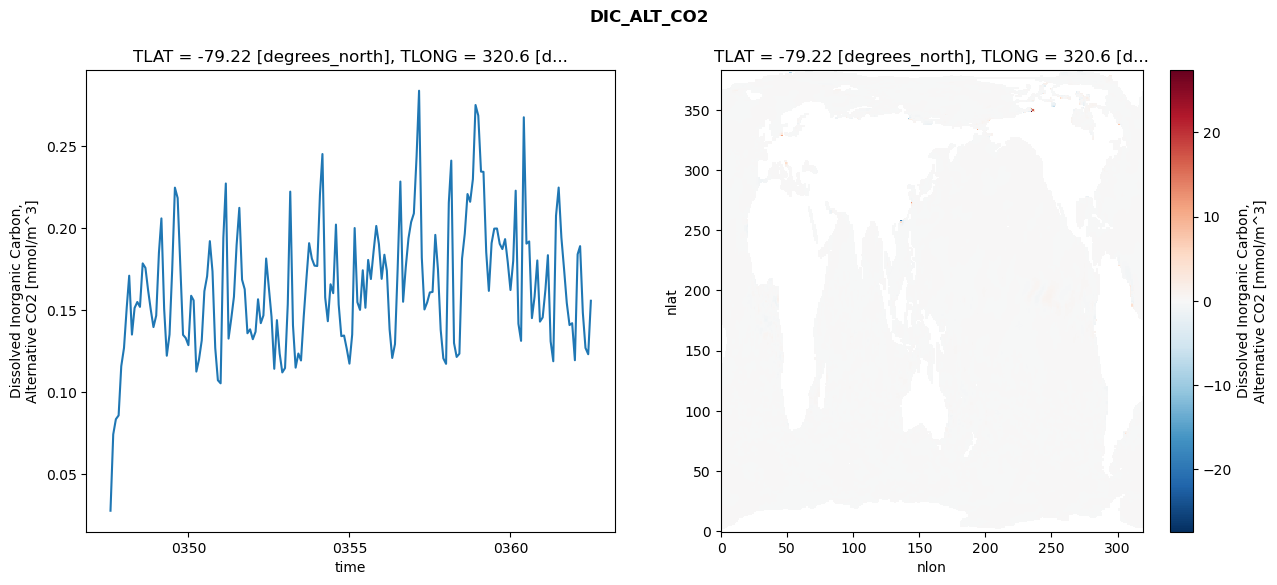 DIC_ALT_CO2
TLAT = -79.22 [degrees_north], TLONG = 320.6 [d...
Dissolved Inorganic Carbon,
Alternative CO2 [mmol/m^3]
0.25
0.20
0.15
0.10
0.05
0350
0355
0360
time
TLAT = -79.22 [degrees_north], TLONG = 320.6 [d...
nlat
350
300
250
200
150
100
50
0
0
50
100
150
200
250
300
nlon
20
10
0
−10
−20
Dissolved Inorganic Carbon,
Alternative CO2 [mmol/m^3]